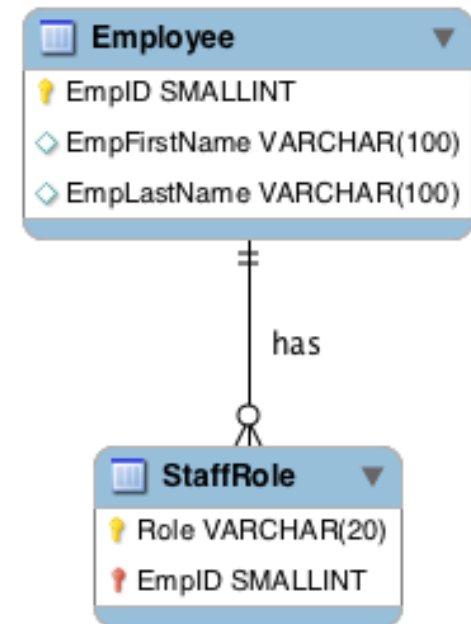 Employee
EmpID SMALLINT
EmpFirstName VARCHAR(100)
EmpLastName VARCHAR(100)
has
StaffRole
Role VARCHAR(20)
EmpID SMALLINT